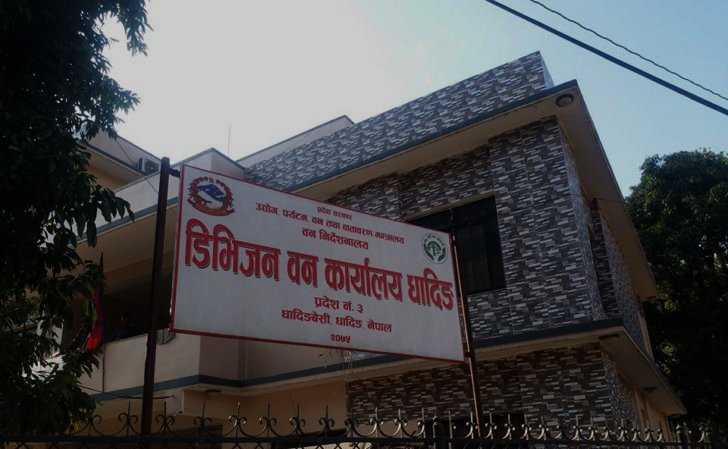 प्रदेश सरकार
उद्योग, पर्यटन, वन तथा वातावरण मन्त्रालय
वन निर्देशनालय
डिभिजन वन कार्यालय धादिङ
प्रदेश नं. ३
धादिङबेसी, धादिङ, नेपाल
२०७५